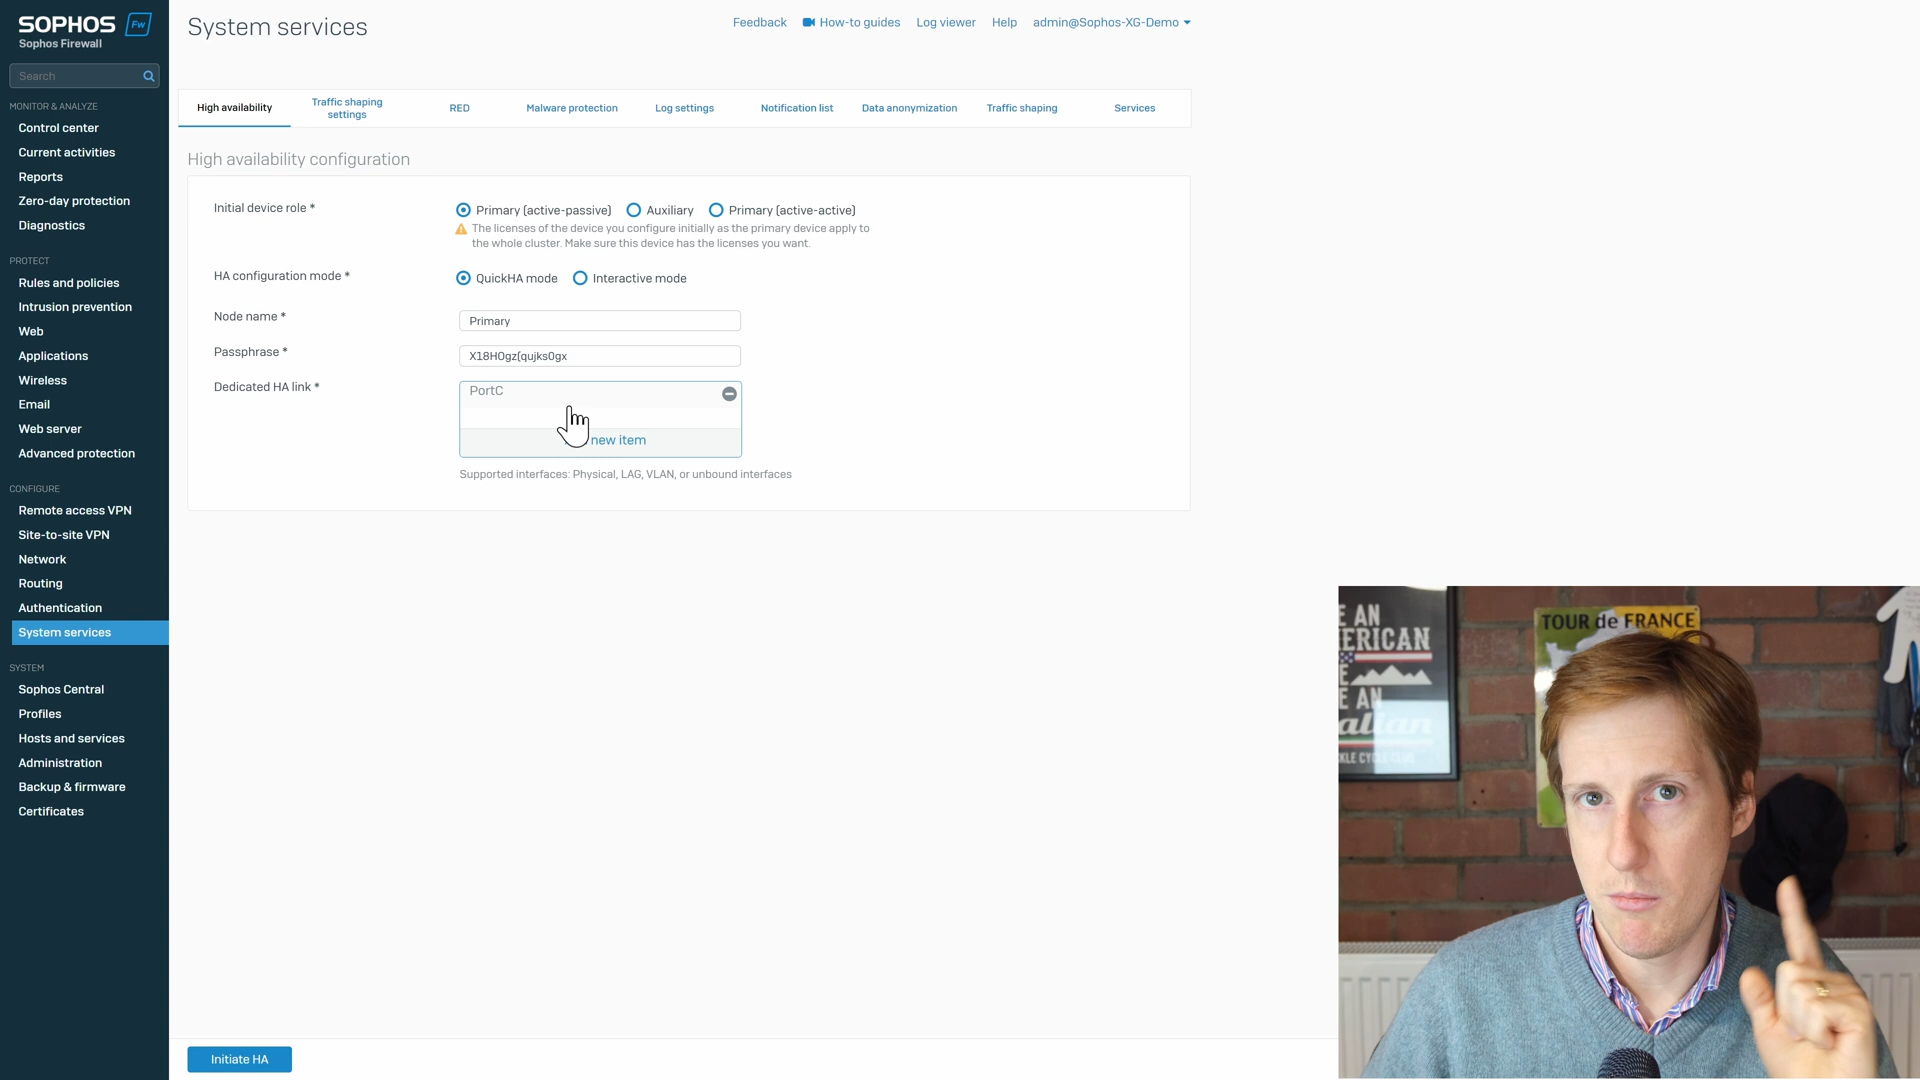 SOPHOS Fw
Sophos Firewall
Search
MONITOR & ANALYZE
Control center
Current activities
Reports
Zero-day protection
Diagnostics
PROTECT
Rules and policies
Intrusion prevention
Web
Applications
Wireless
Email
Web server
Advanced protection
CONFIGURE
Remote access VPN
Site-to-site VPN
Network
Routing
Authentication
System services
SYSTEM
Sophos Central
Profiles
Hosts and services
Administration
Backup & firmware
Certificates
System services
Feedback How-to guides Log viewer Help admin@Sophos-XG-Demo
High availability
Traffic shaping
settings
RED
Malware protection
Log settings
Notification list
Data anonymization
Traffic shaping
Services
High availability configuration
Initial device role *
Primary (active-passive) Auxiliary Primary (active-active)
The licenses of the device you configure initially as the primary device apply to
the whole cluster. Make sure this device has the licenses you want.
HA configuration mode *
QuickHA mode Interactive mode
Node name *
Primary
Passphrase *
X18H0gz(qujks0gx
Dedicated HA link *
PortC
new item
Supported interfaces: Physical, LAG, VLAN, or unbound interfaces
Initiate HA
E AN
ERICAN
E
E AN
alian
KLE CYC
TOUR de FRANCE